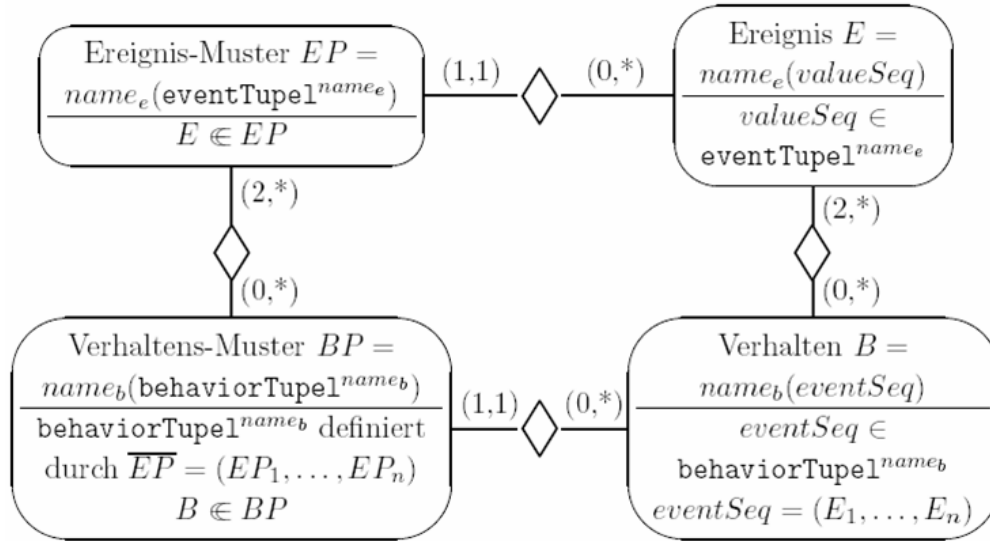 Ereignis-Muster EP =
name_e(eventTupel^{name_e})
E ⋐ EP
(1,1)
(0,*)
Ereignis E =
name_e(valueSeq)
valueSeq ∈
eventTupel^{name_e}
(2,*)
(0,*)
(2,*)
(0,*)
Verhaltens-Muster BP =
name_b(behaviorTupel^{name_b})
behaviorTupel^{name_b} definiert
durch \overline{EP} = (EP_1, . . . , EP_n)
B ⋐ BP
(1,1)
(0,*)
Verhalten B =
name_b(eventSeq)
eventSeq ∈
behaviorTupel^{name_b}
eventSeq = (E_1, . . . , E_n)